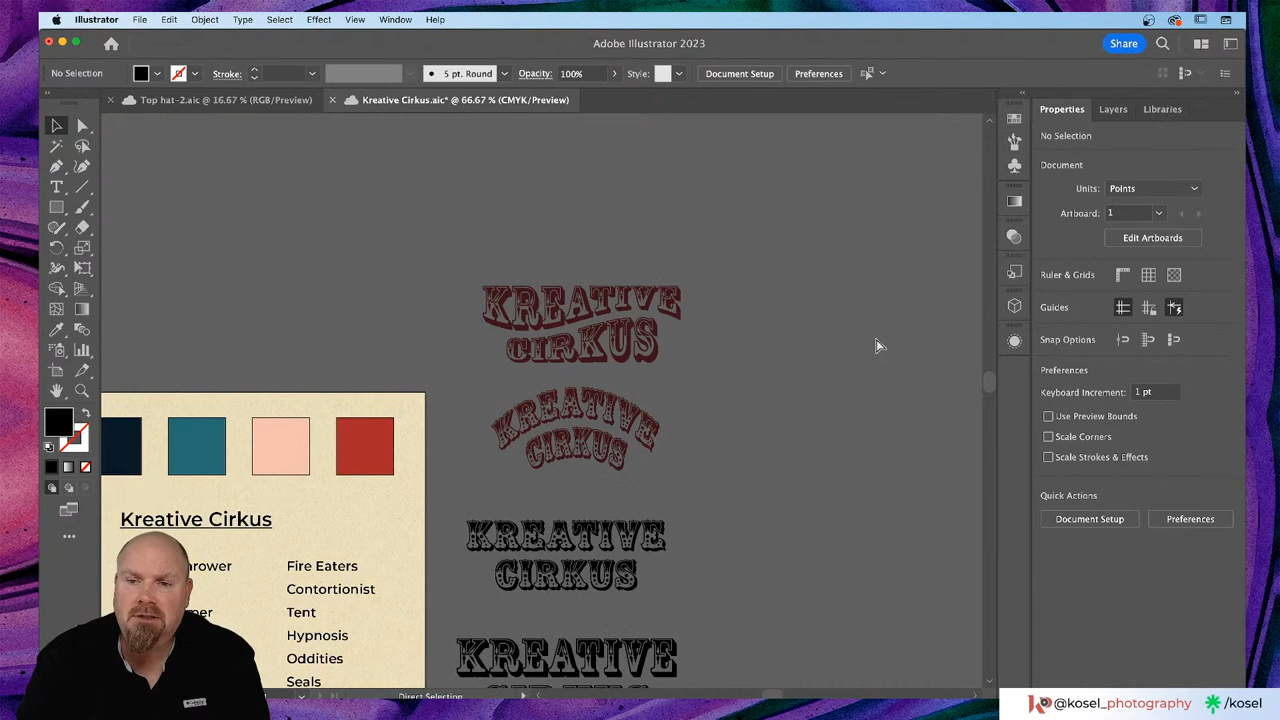 Illustrator File Edit Object Type Select Effect View Window Help
Adobe Illustrator 2023
Share
No Selection
Stroke:
5 pt. Round
Opacity: 100%
Style:
Document Setup
Preferences
Top hat-2.aic @ 16.67 % (RGB/Preview)
Kreative Cirkus.aic* @ 66.67 % (CMYK/Preview)
Properties Layers Libraries
No Selection
Document
Units: Points
Artboard: 1
Edit Artboards
Ruler & Grids
Guides
Snap Options
Preferences
Keyboard Increment: 1 pt
Use Preview Bounds
Scale Corners
Scale Strokes & Effects
Quick Actions
Document Setup
Preferences
KREATIVE
CIRKUS
KREATIVE
CIRKUS
KREATIVE
CIRKUS
KREATIVE
Kreative Cirkus
Fire Eaters
Contortionist
Tent
Hypnosis
Oddities
Seals
Direct Selection
@kosel_photography
/kosel